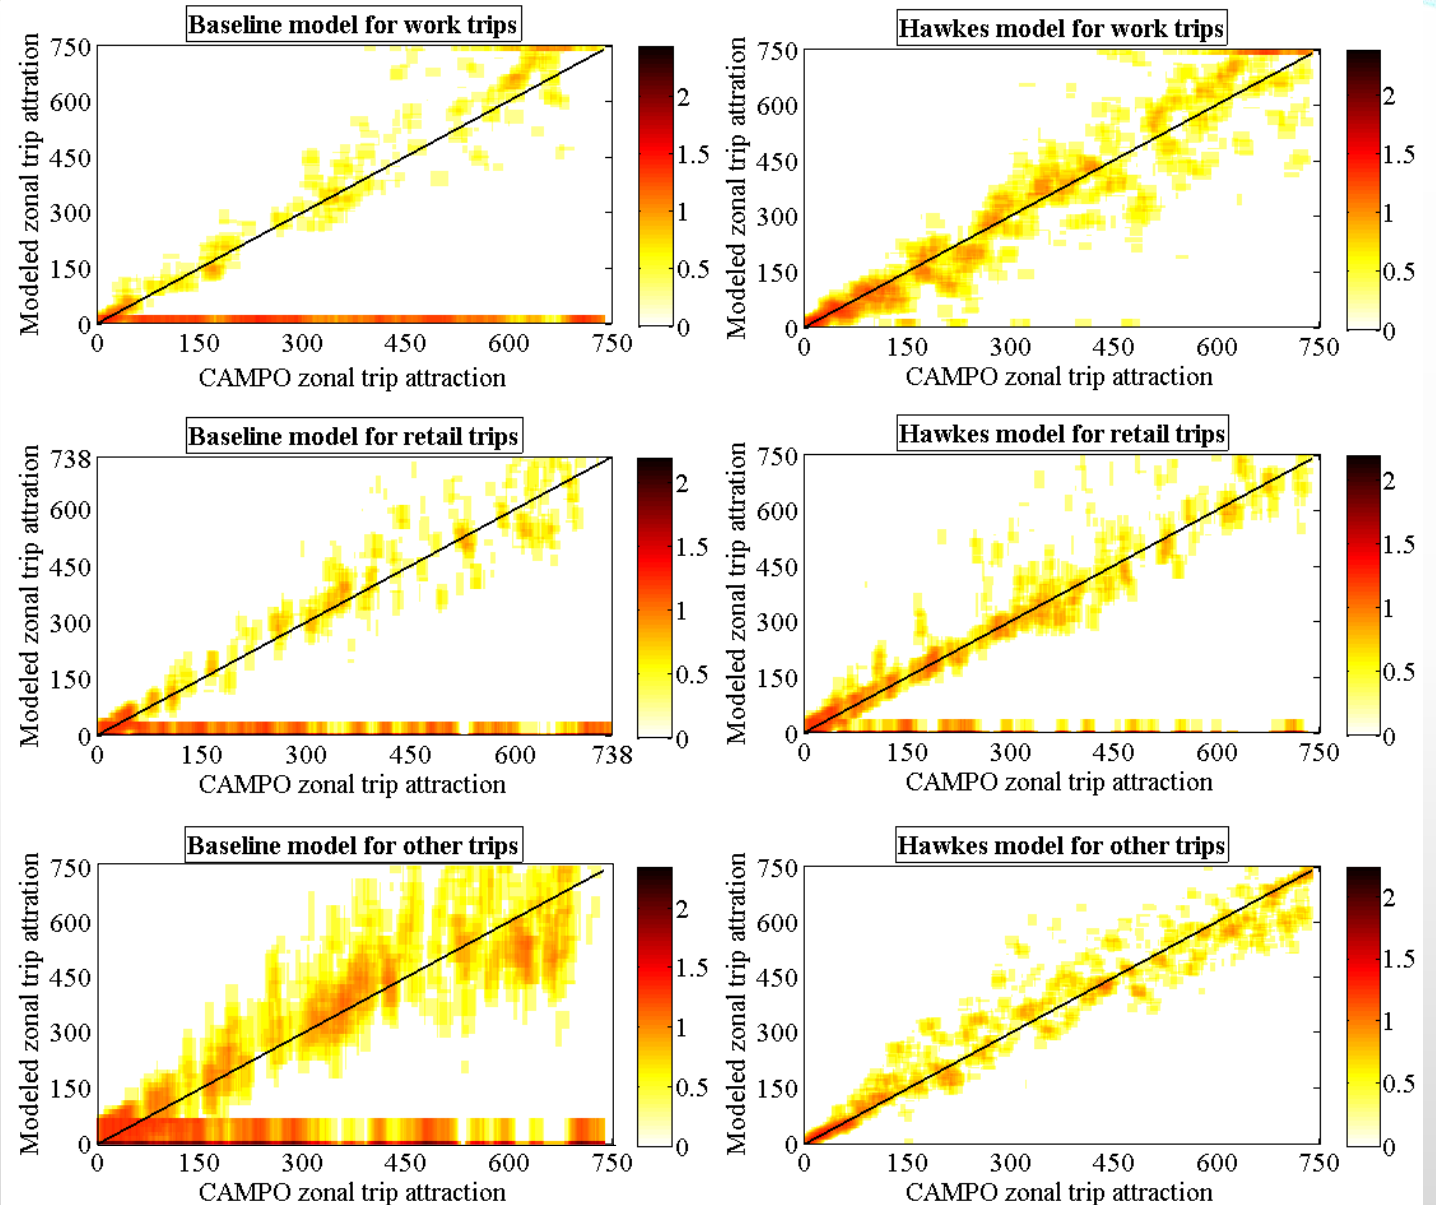 Baseline model for work trips
Modeled zonal trip attration
750
600
450
300
150
0
0 150 300 450 600 750
CAMPO zonal trip attraction
2
1.5
1
0.5
0
Hawkes model for work trips
Modeled zonal trip attration
750
600
450
300
150
0
0 150 300 450 600 750
CAMPO zonal trip attraction
2
1.5
1
0.5
0
Baseline model for retail trips
Modeled zonal trip attration
738
600
450
300
150
0
0 150 300 450 600 738
CAMPO zonal trip attraction
2
1.5
1
0.5
0
Hawkes model for retail trips
Modeled zonal trip attration
750
600
450
300
150
0
0 150 300 450 600 750
CAMPO zonal trip attraction
2
1.5
1
0.5
0
Baseline model for other trips
Modeled zonal trip attration
750
600
450
300
150
0
0 150 300 450 600 750
CAMPO zonal trip attraction
2
1.5
1
0.5
0
Hawkes model for other trips
Modeled zonal trip attration
750
600
450
300
150
0
0 150 300 450 600 750
CAMPO zonal trip attraction
2
1.5
1
0.5
0